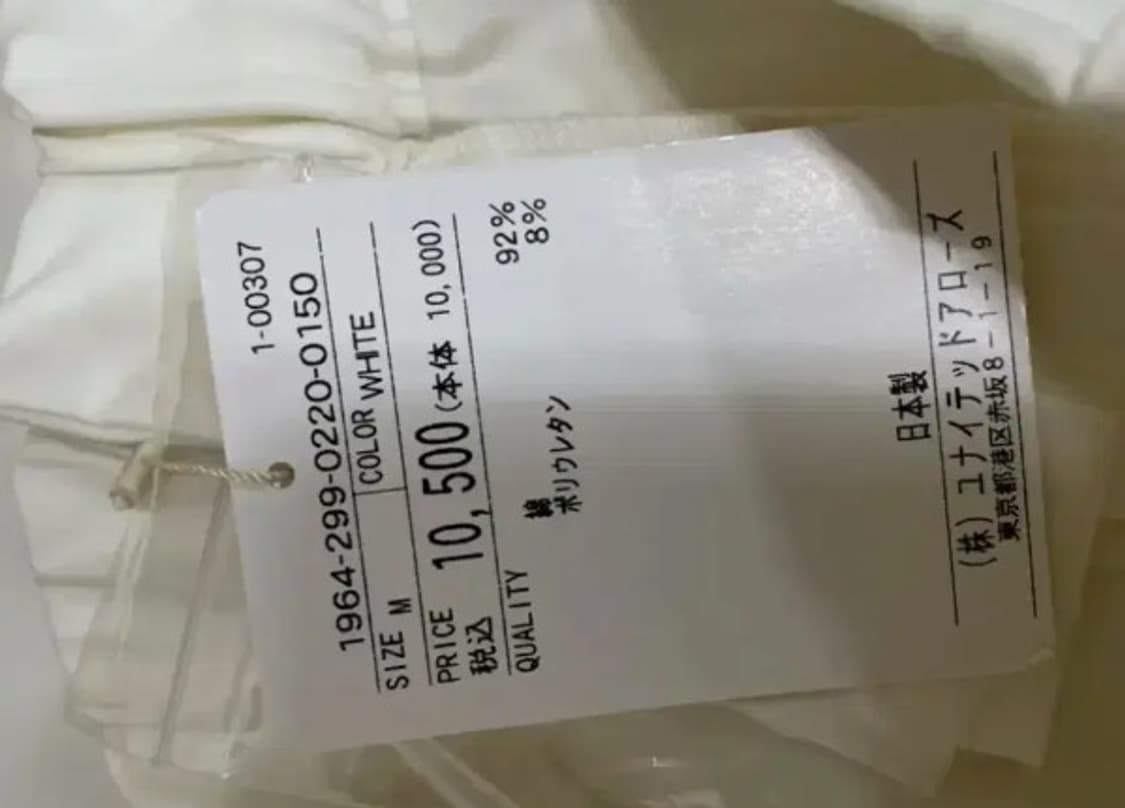 1-00307
1964-299-0220-0150
SIZE M COLOR WHITE
PRICE 10,500(本体 10,000)
税込
QUALITY
綿 92%
ポリウレタン 8%
日本製
(株)ユナイテッドアローズ
東京都港区赤坂8-1-19